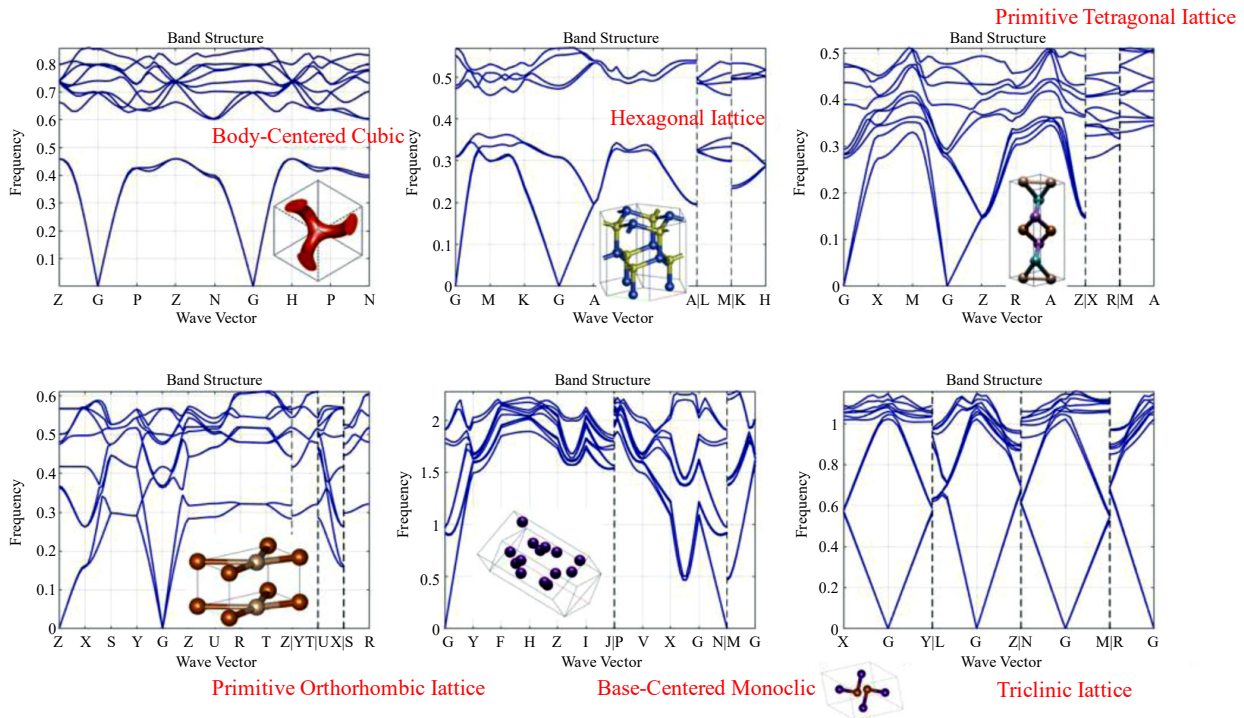 Primitive Tetragonal Iattice
Band Structure
0.8
0.7
0.6
0.5
0.4
0.3
0.2
0.1
Frequency
Body-Centered Cubic
Z G P Z N G H P N
Wave Vector
Band Structure
0.5
0.4
0.3
0.2
0.1
0
Frequency
Hexagonal Iattice
G M K G A A|L M|K H
Wave Vector
Band Structure
0.5
0.4
0.3
0.2
0.1
0
Frequency
G X M G Z R A Z|X R|M A
Wave Vector
Band Structure
0.6
0.5
0.4
0.3
0.2
0.1
0
Frequency
Z X S Y G Z U R T Z|YT|UX|S R
Wave Vector
Primitive Orthorhombic Iattice
Band Structure
2
1.5
1
0.5
0
Frequency
G Y F H Z I J|P V X G N|M G
Wave Vector
Base-Centered Monoclic
Band Structure
1
0.8
0.6
0.4
0.2
0
Frequency
X G Y|L G Z|N G M|R G
Wave Vector
Triclinic Iattice